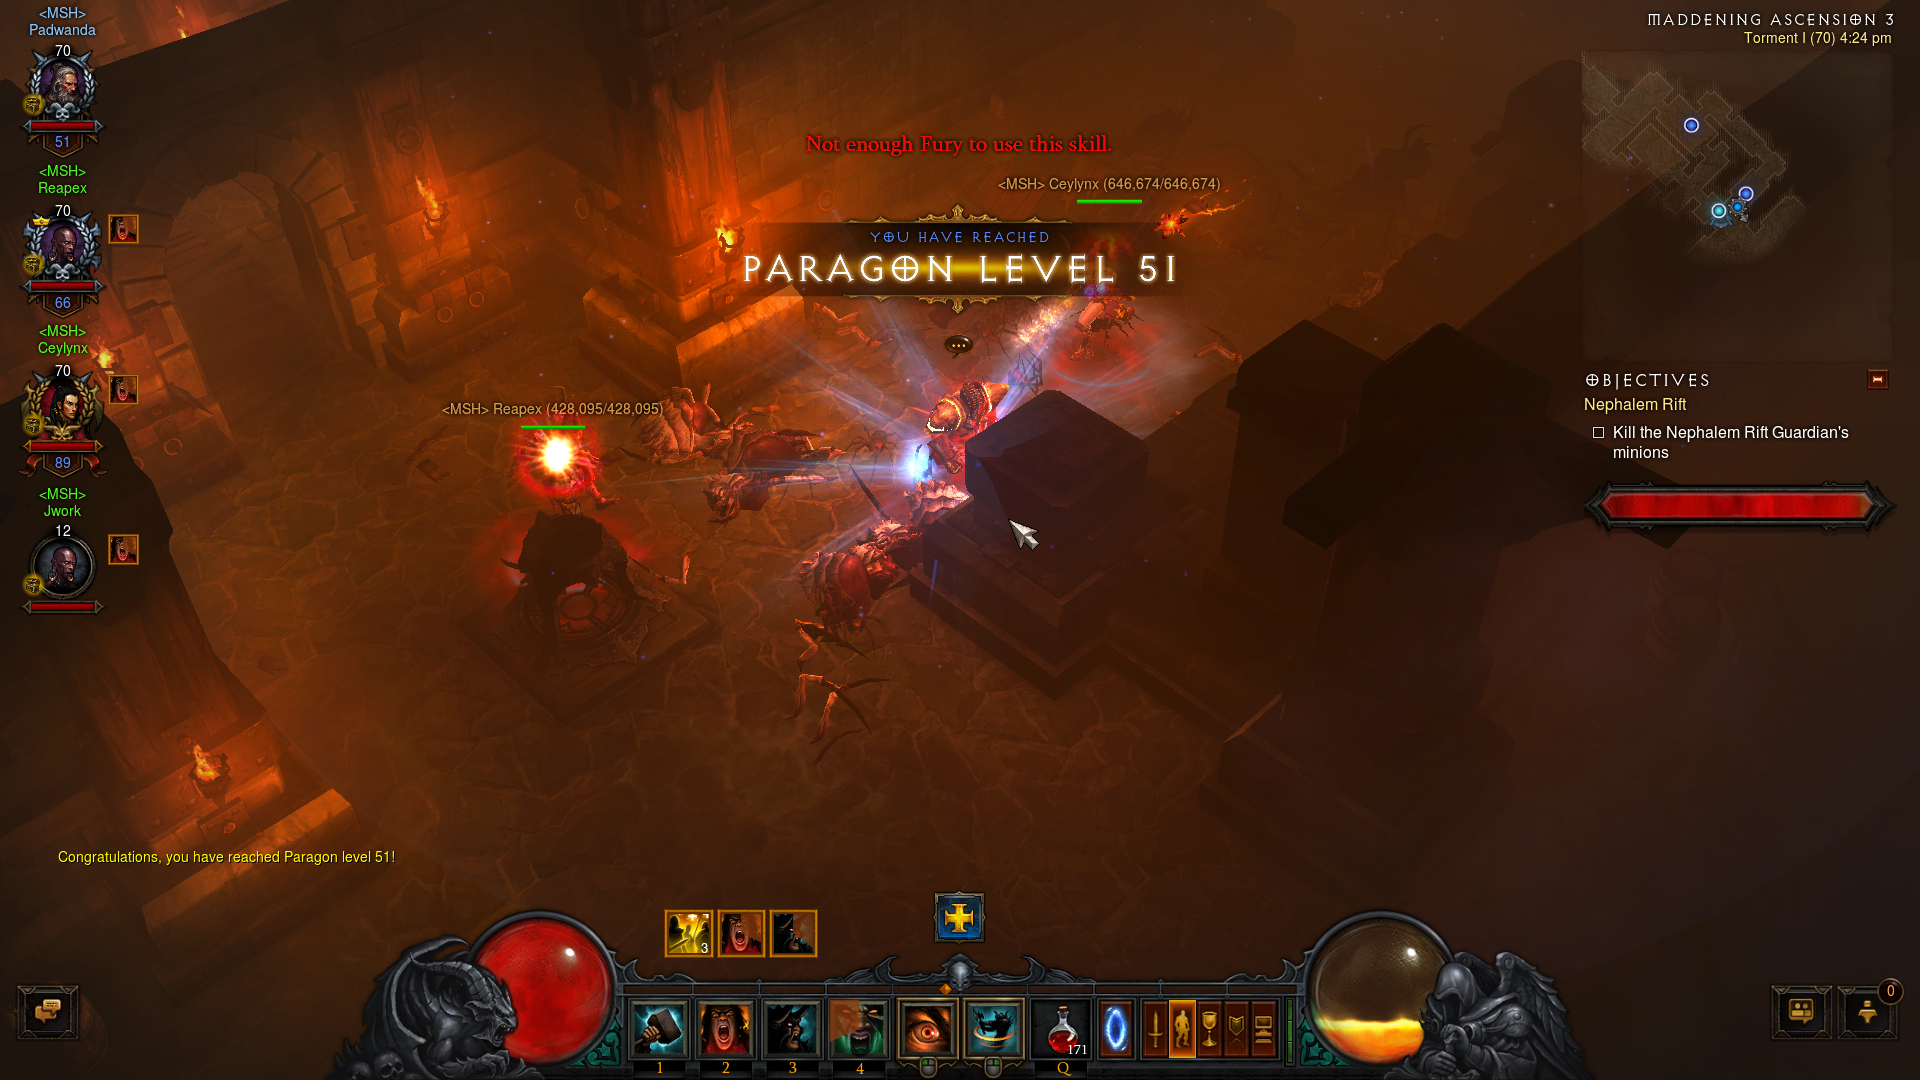 <MSH>
Padwanda
70
51
<MSH>
Reapex
70
66
<MSH>
Ceylynx
70
89
<MSH>
Jwork
12
MADDENING ASCENSION 3
Torment I (70) 4:24 pm
Not enough Fury to use this skill.
<MSH> Ceylynx (646,674/646,674)
YOU HAVE REACHED
PARAGON LEVEL 51
<MSH> Reapex (428,095/428,095)
OBJECTIVES
Nephalem Rift
Kill the Nephalem Rift Guardian's
minions
Congratulations, you have reached Paragon level 51!
3
171
0
1 2 3 4 Q